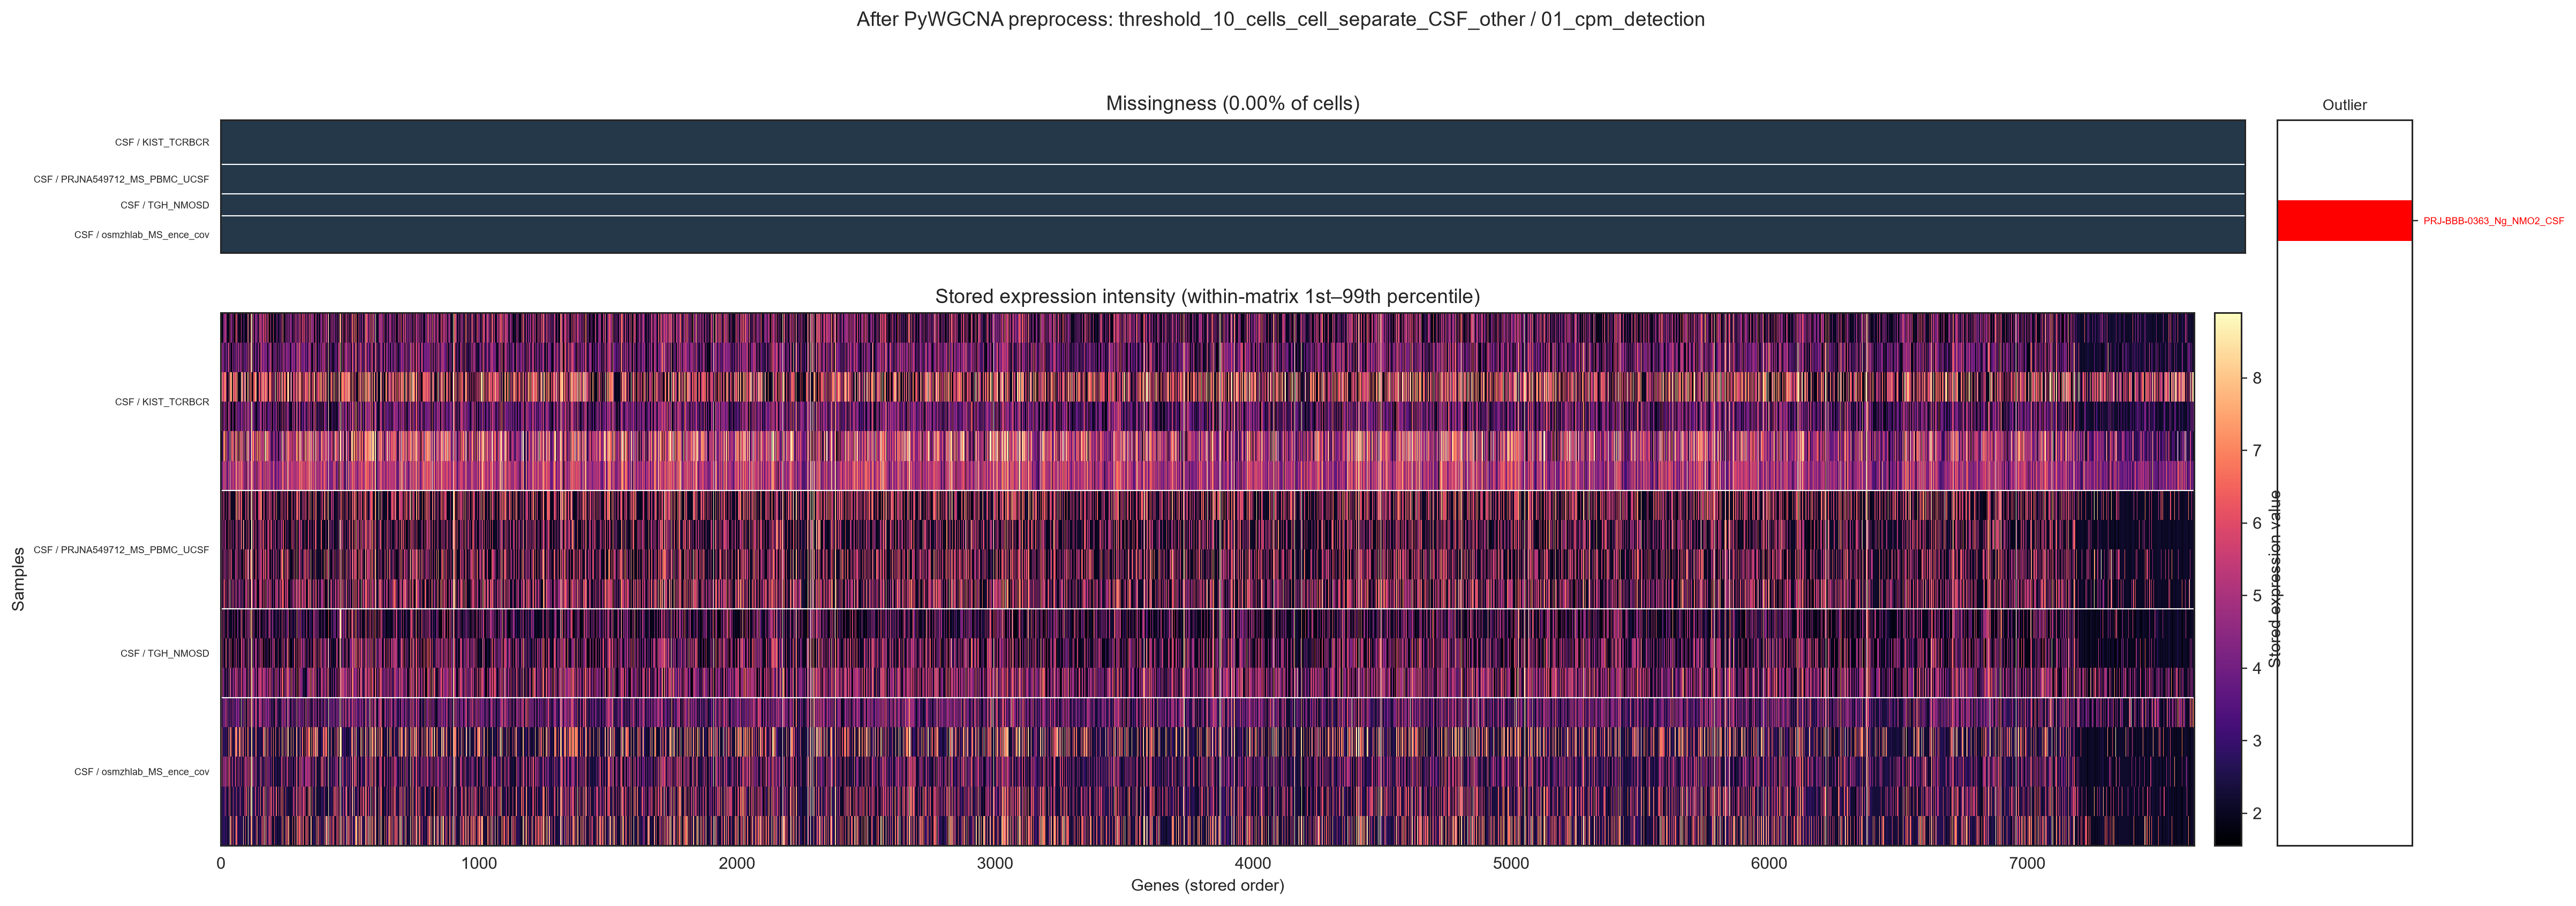 After PyWGCNA preprocess: threshold_10_cells_cell_separate_CSF_other / 01_cpm_detection
Missingness (0.00% of cells)
Outlier
CSF / KIST_TCRBCR
CSF / PRJNA549712_MS_PBMC_UCSF
CSF / TGH_NMOSD
CSF / osmzhlab_MS_ence_cov
PRJ-BBB-0363_Ng_NMO2_CSF
Stored expression intensity (within-matrix 1st–99th percentile)
Samples
CSF / KIST_TCRBCR
CSF / PRJNA549712_MS_PBMC_UCSF
CSF / TGH_NMOSD
CSF / osmzhlab_MS_ence_cov
8
7
6
5
4
3
2
Stored expression value
0 1000 2000 3000 4000 5000 6000 7000
Genes (stored order)